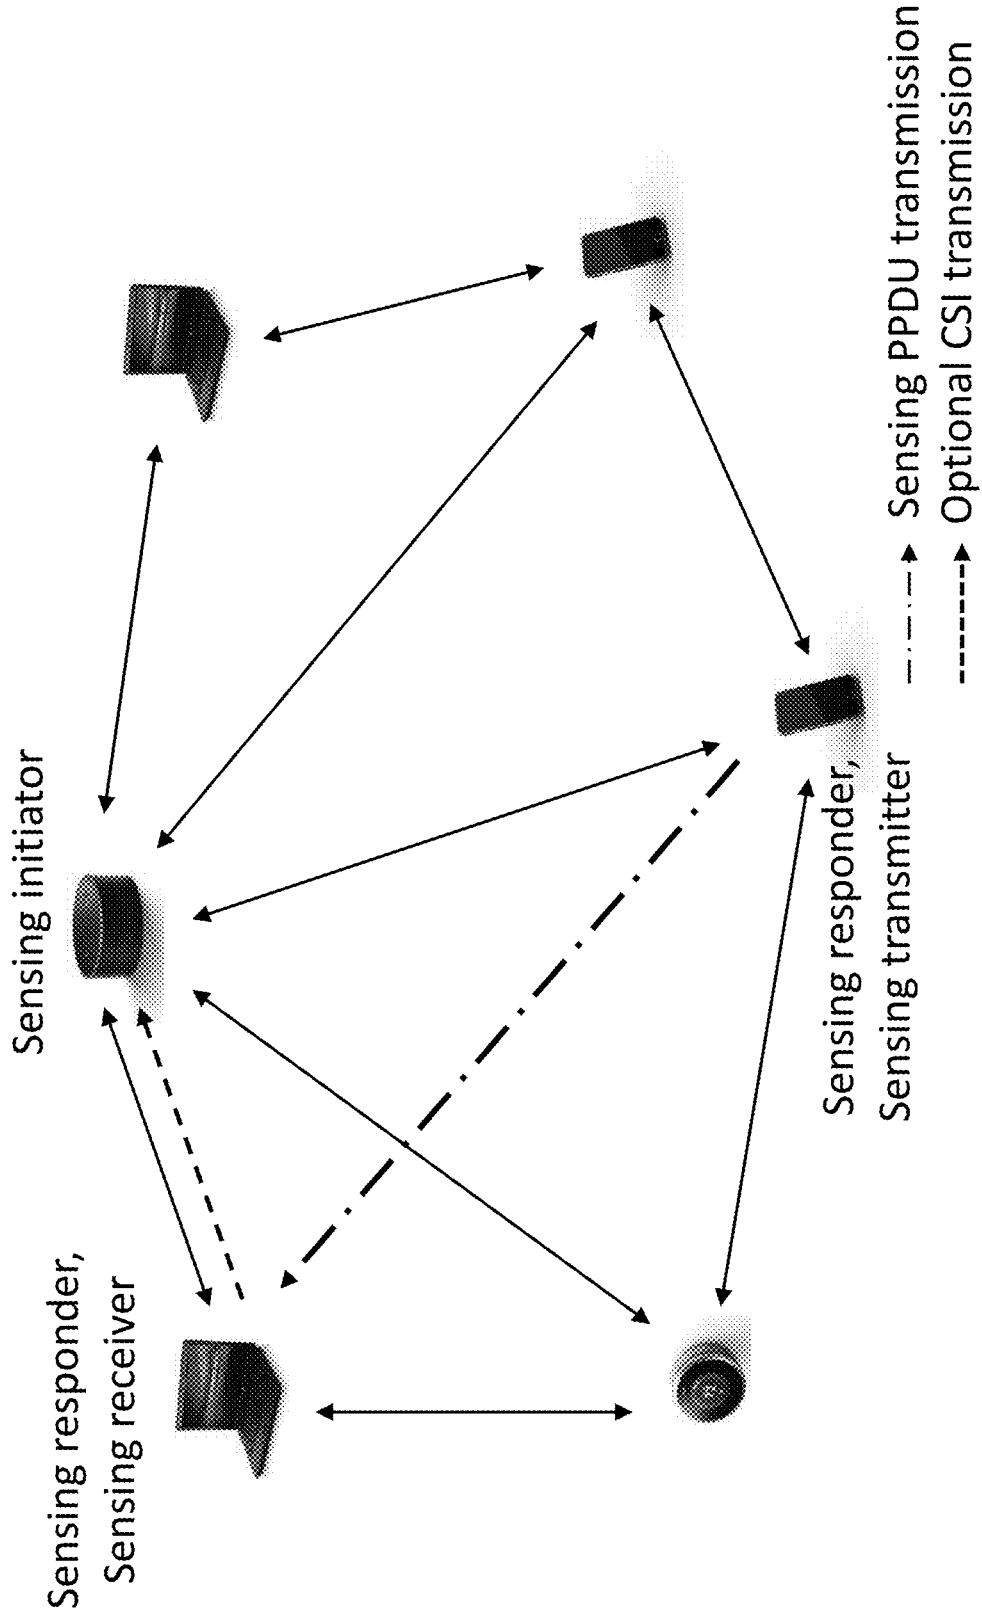 Sensing responder,
Sensing receiver
Sensing initiator
Sensing responder,
Sensing transmitter
Sensing PPDU transmission
Optional CSI transmission